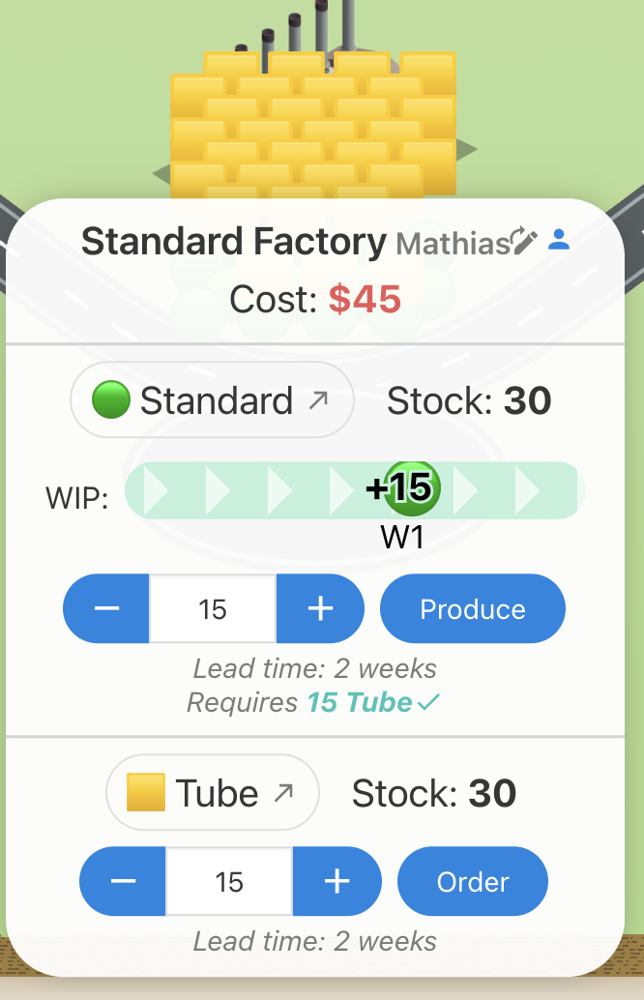 Standard Factory Mathias
Cost: $45
Standard ↗ Stock: 30
WIP: +15
W1
− 15 + Produce
Lead time: 2 weeks
Requires 15 Tube✓
Tube ↗ Stock: 30
− 15 + Order
Lead time: 2 weeks